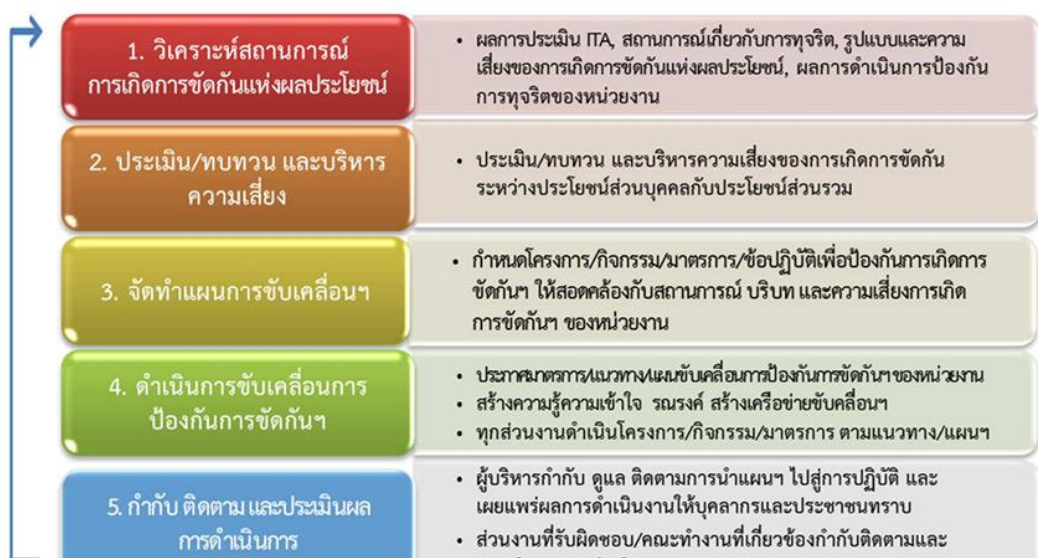 1. วิเคราะห์สถานการณ์
การเกิดการขัดกันแห่งผลประโยชน์
• ผลการประเมิน ITA, สถานการณ์เกี่ยวกับการทุจริต, รูปแบบและความ
เสี่ยงของการเกิดการขัดกันแห่งผลประโยชน์, ผลการดำเนินการป้องกัน
การทุจริตของหน่วยงาน
2. ประเมิน/ทบทวน และบริหาร
ความเสี่ยง
• ประเมิน/ทบทวน และบริหารความเสี่ยงของการเกิดการขัดกัน
ระหว่างประโยชน์ส่วนบุคคลกับประโยชน์ส่วนรวม
3. จัดทำแผนการขับเคลื่อนฯ
• กำหนดโครงการ/กิจกรรม/มาตรการ/ข้อปฏิบัติเพื่อป้องกันการเกิดการ
ขัดกันฯ ให้สอดคล้องกับสถานการณ์ บริบท และความเสี่ยงการเกิด
การขัดกันฯ ของหน่วยงาน
4. ดำเนินการขับเคลื่อนการ
ป้องกันการขัดกันฯ
• ประกาศมาตรการ/แนวทาง/แผนขับเคลื่อนการป้องกันการขัดกันฯของหน่วยงาน
• สร้างความรู้ความเข้าใจ รณรงค์ สร้างเครือข่ายขับเคลื่อนฯ
• ทุกส่วนงานดำเนินโครงการ/กิจกรรม/มาตรการ ตามแนวทาง/แผนฯ
5. กำกับ ติดตาม และประเมินผล
การดำเนินการ
• ผู้บริหารกำกับ ดูแล ติดตามการนำแผนฯ ไปสู่การปฏิบัติ และ
เผยแพร่ผลการดำเนินงานให้บุคลากรและประชาชนทราบ
• ส่วนงานที่รับผิดชอบ/คณะทำงานที่เกี่ยวข้องกำกับติดตามและ